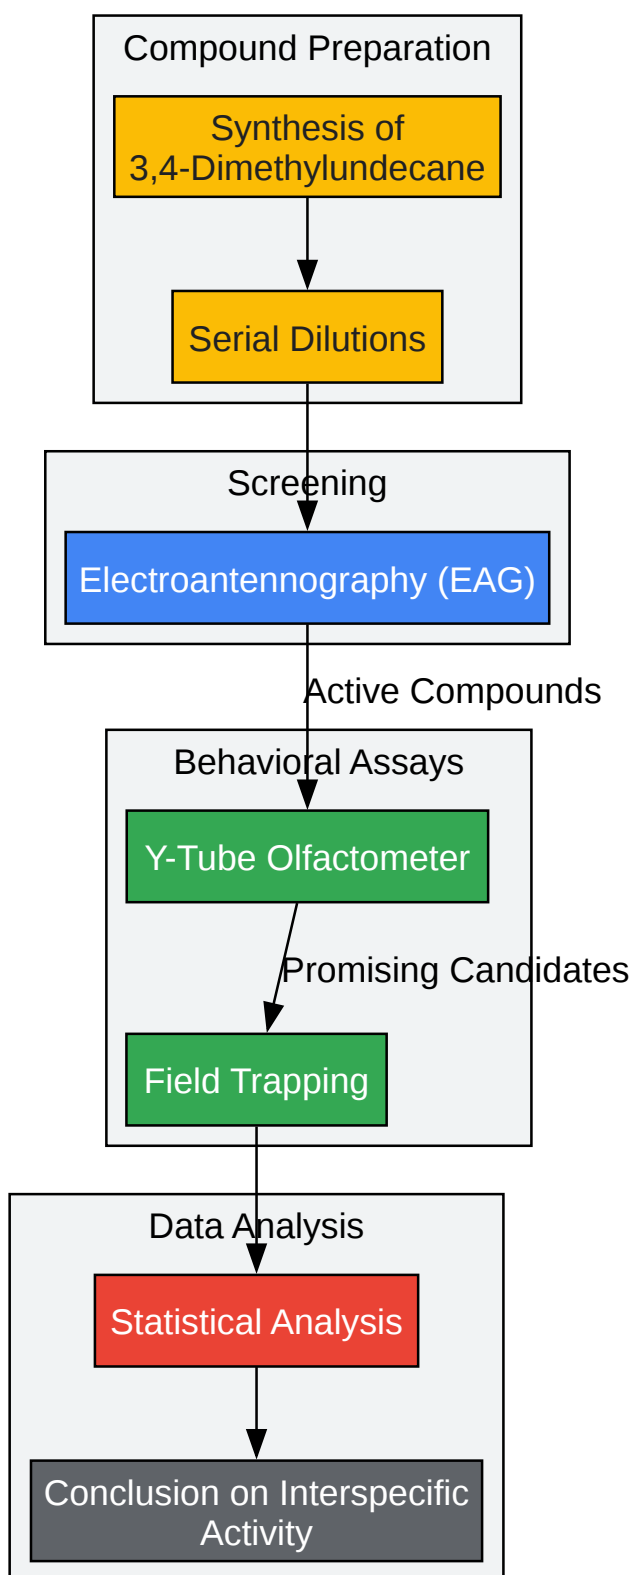 Compound Preparation
Synthesis of
3,4-Dimethylundecane
Serial Dilutions
Screening
Electroantennography (EAG)
Active Compounds
Behavioral Assays
Y-Tube Olfactometer
Promising Candidates
Field Trapping
Data Analysis
Statistical Analysis
Conclusion on Interspecific
Activity